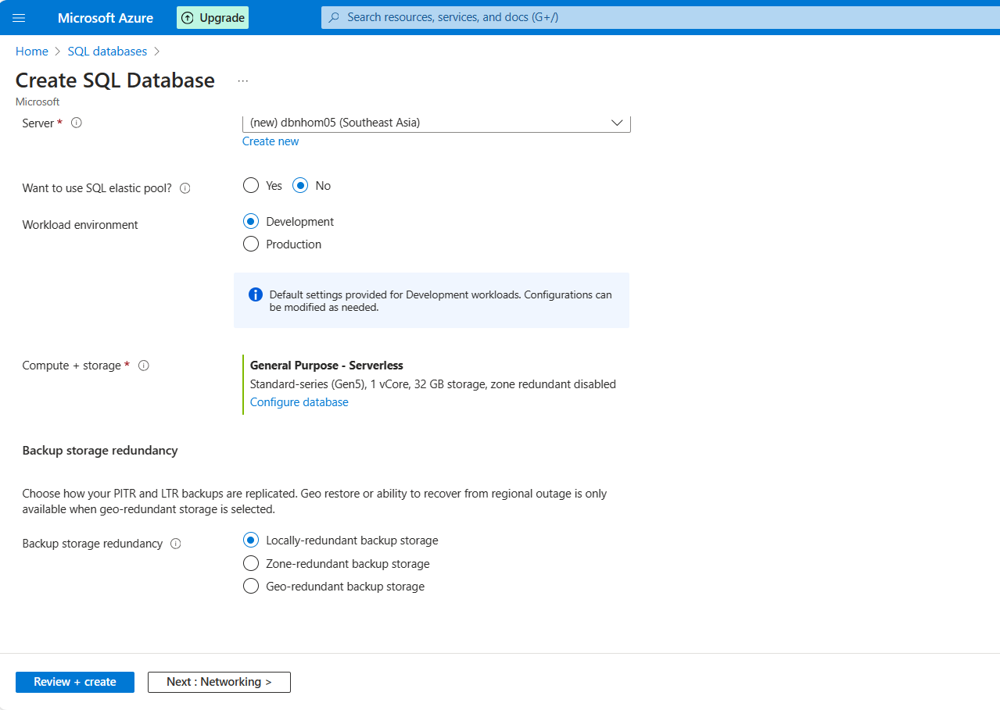 Microsoft Azure
Upgrade
Search resources, services, and docs (G+/)
Home > SQL databases >
Create SQL Database ...
Microsoft
Server *
(new) dbnhom05 (Southeast Asia)
Create new
Want to use SQL elastic pool?
Yes
No
Workload environment
Development
Production
Default settings provided for Development workloads. Configurations can
be modified as needed.
Compute + storage *
General Purpose - Serverless
Standard-series (Gen5), 1 vCore, 32 GB storage, zone redundant disabled
Configure database
Backup storage redundancy
Choose how your PITR and LTR backups are replicated. Geo restore or ability to recover from regional outage is only
available when geo-redundant storage is selected.
Backup storage redundancy
Locally-redundant backup storage
Zone-redundant backup storage
Geo-redundant backup storage
Review + create
Next : Networking >